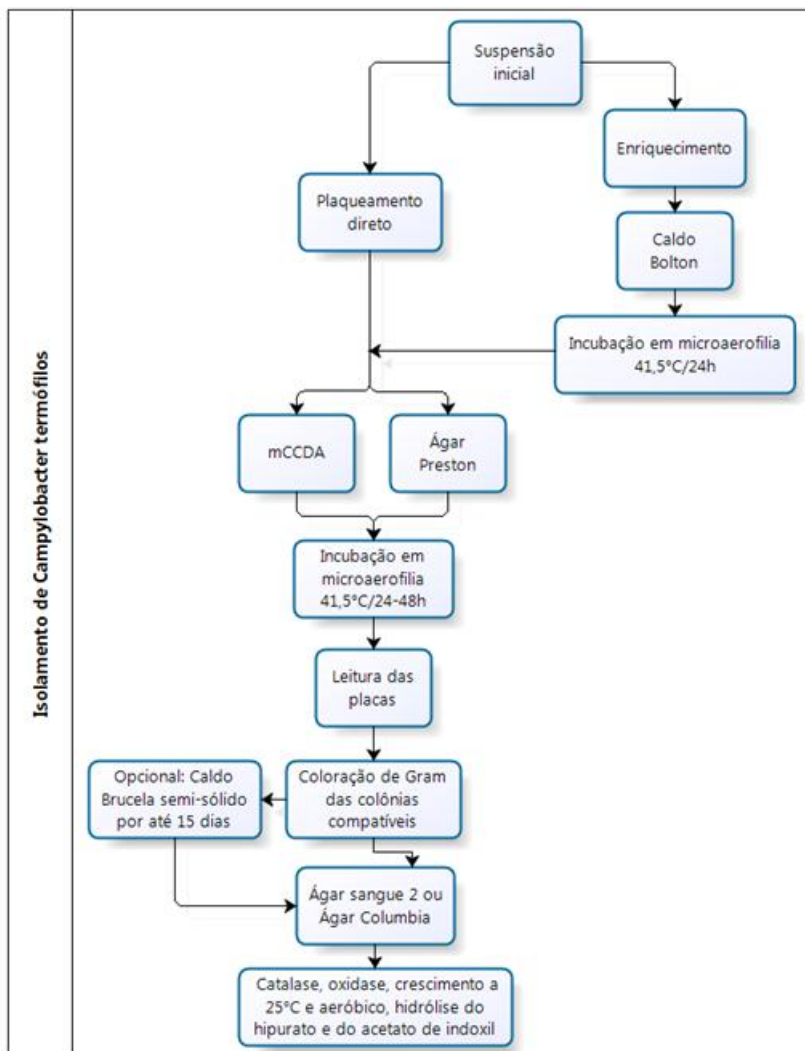 Isolamento de Campylobacter termófilos
Suspensão
inicial
Enriquecimento
Plaqueamento
direto
Caldo
Bolton
Incubação em microaerofilia
41,5°C/24h
mCCDA
Ágar
Preston
Incubação em
microaerofilia
41,5°C/24-48h
Leitura das
placas
Opcional: Caldo
Brucela semi-sólido
por até 15 dias
Coloração de Gram
das colônias
compatíveis
Ágar sangue 2 ou
Ágar Columbia
Catalase, oxidase, crescimento a
25°C e aeróbico, hidrólise do
hipurato e do acetato de indoxil